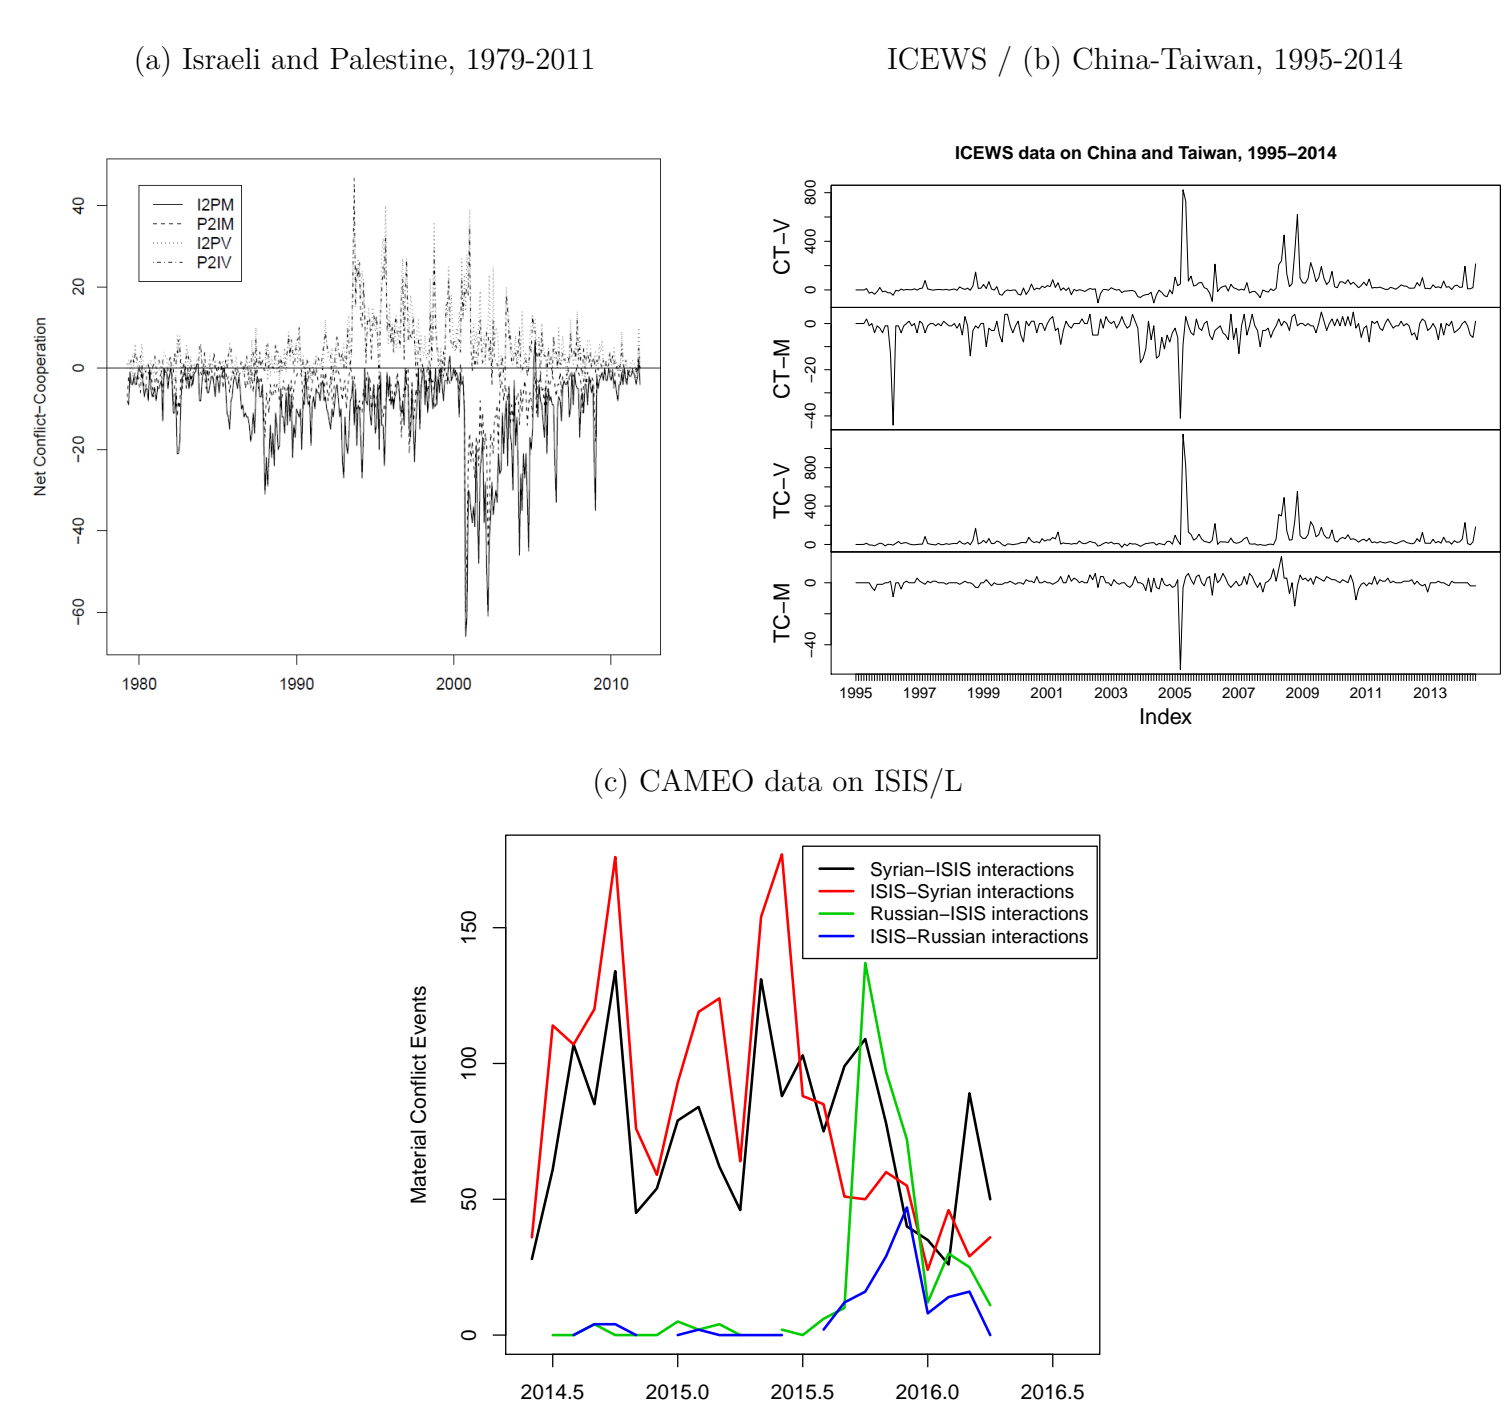 (a) Israeli and Palestine, 1979-2011
ICEWS / (b) China-Taiwan, 1995-2014
Net Conflict−Cooperation
40
20
0
−20
−40
−60
I2PM
P2IM
I2PV
P2IV
1980 1990 2000 2010
ICEWS data on China and Taiwan, 1995−2014
CT−V
800
400
0
CT−M
0
−20
−40
TC−V
800
400
0
TC−M
0
−40
1995 1997 1999 2001 2003 2005 2007 2009 2011 2013
Index
(c) CAMEO data on ISIS/L
Material Conflict Events
150
100
50
0
Syrian−ISIS interactions
ISIS−Syrian interactions
Russian−ISIS interactions
ISIS−Russian interactions
2014.5 2015.0 2015.5 2016.0 2016.5